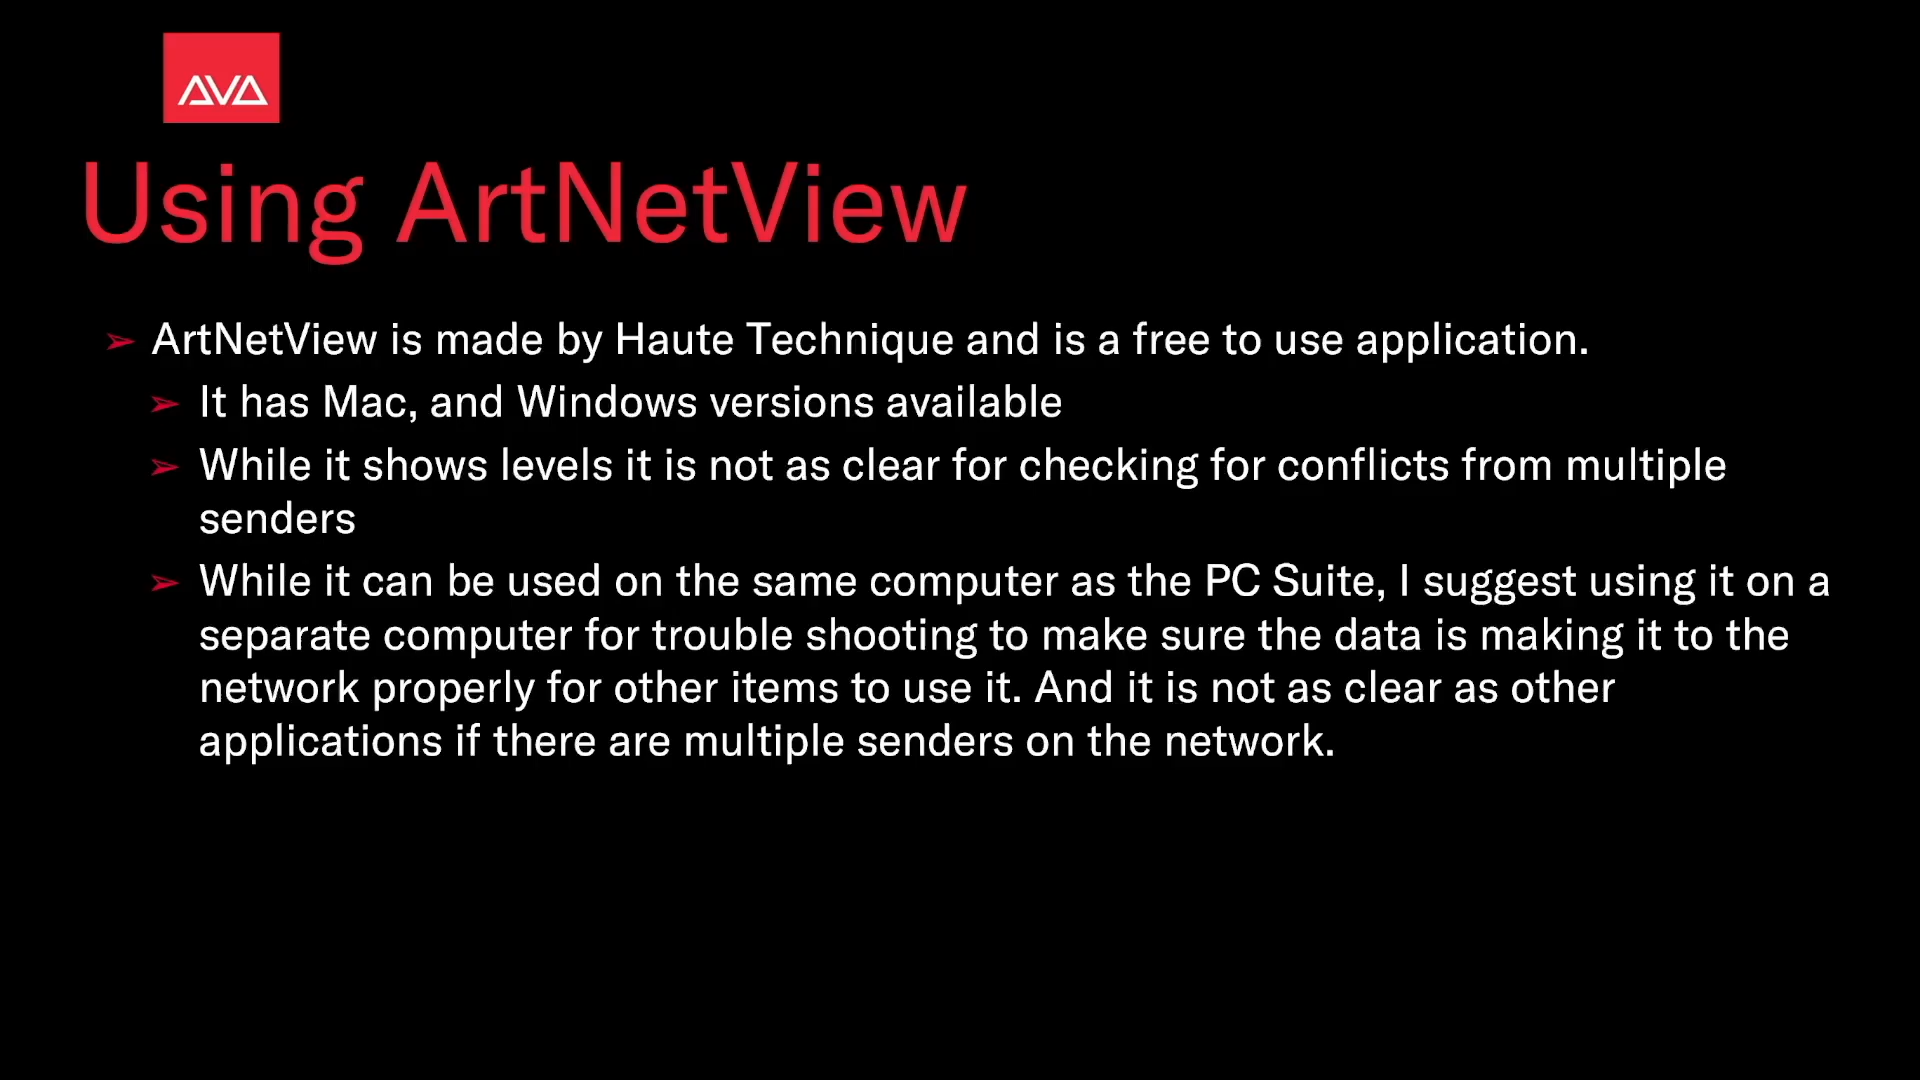 AVA
Using ArtNetView
➢ ArtNetView is made by Haute Technique and is a free to use application.
➢ It has Mac, and Windows versions available
➢ While it shows levels it is not as clear for checking for conflicts from multiple
senders
➢ While it can be used on the same computer as the PC Suite, I suggest using it on a
separate computer for trouble shooting to make sure the data is making it to the
network properly for other items to use it. And it is not as clear as other
applications if there are multiple senders on the network.